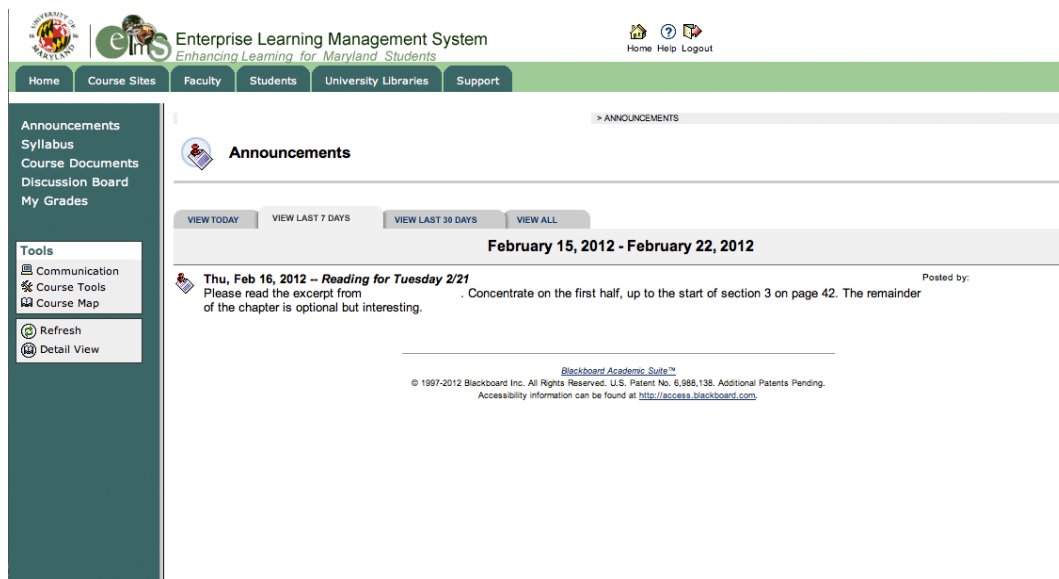 UNIVERSITY OF
MARYLAND
elms
Enterprise Learning Management System
Enhancing Learning for Maryland Students
Home Help Logout
Home Course Sites Faculty Students University Libraries Support
> ANNOUNCEMENTS
Announcements
Syllabus
Course Documents
Discussion Board
My Grades
Tools
Communication
Course Tools
Course Map
Refresh
Detail View
Announcements
VIEW TODAY VIEW LAST 7 DAYS VIEW LAST 30 DAYS VIEW ALL
February 15, 2012 - February 22, 2012
Thu, Feb 16, 2012 -- Reading for Tuesday 2/21 Posted by:
Please read the excerpt from . Concentrate on the first half, up to the start of section 3 on page 42. The remainder
of the chapter is optional but interesting.
Blackboard Academic Suite™
© 1997-2012 Blackboard Inc. All Rights Reserved. U.S. Patent No. 6,988,138. Additional Patents Pending.
Accessibility information can be found at http://access.blackboard.com.